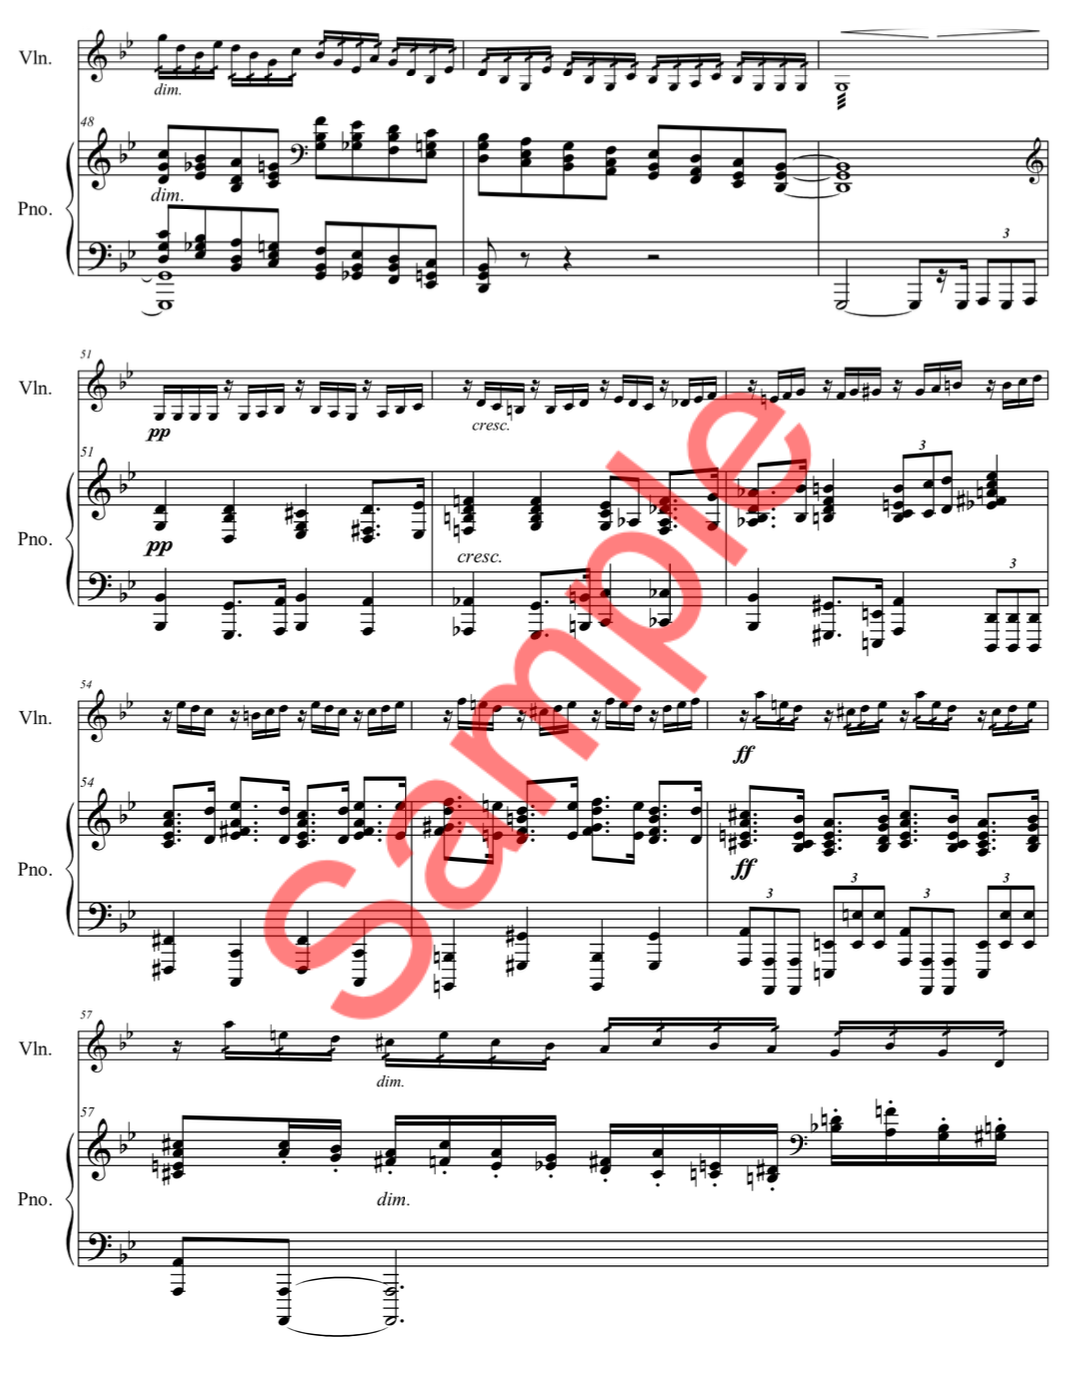 Vln.
dim.
48
dim.
Pno.
3
51
Vln.
pp
cresc.
51
3
Pno.
pp
cresc.
3
Sample
54
Vln.
ff
54
Pno.
ff
3 3 3 3
57
Vln.
dim.
57
Pno.
dim.